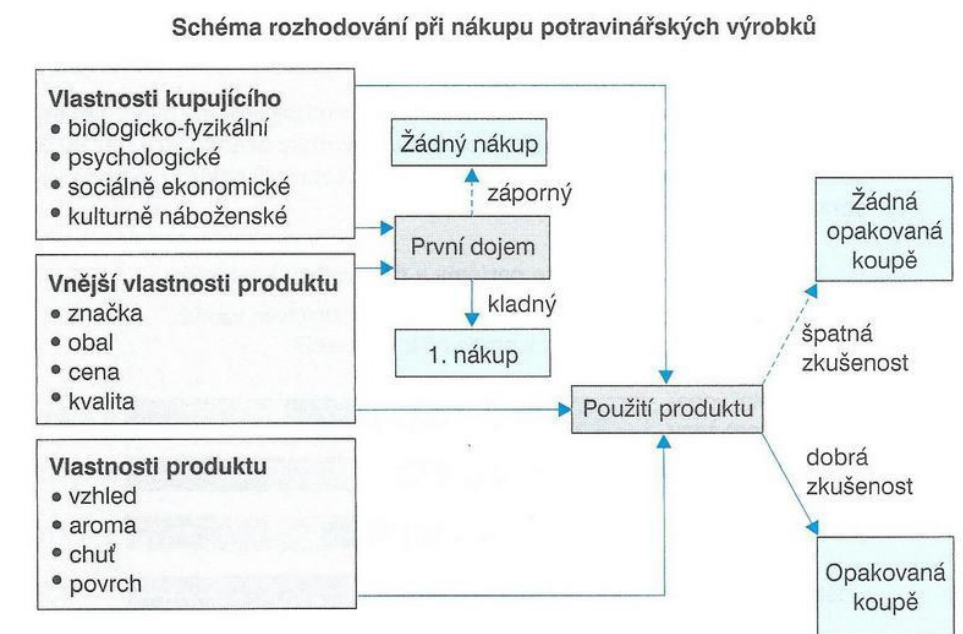 Schéma rozhodování při nákupu potravinářských výrobků
Vlastnosti kupujícího
• biologicko-fyzikální
• psychologické
• sociálně ekonomické
• kulturně náboženské
Vnější vlastnosti produktu
• značka
• obal
• cena
• kvalita
Vlastnosti produktu
• vzhled
• aroma
• chuť
• povrch
Žádný nákup
záporný
První dojem
kladný
1. nákup
Použití produktu
Žádná
opakovaná
koupě
špatná
zkušenost
dobrá
zkušenost
Opakovaná
koupě